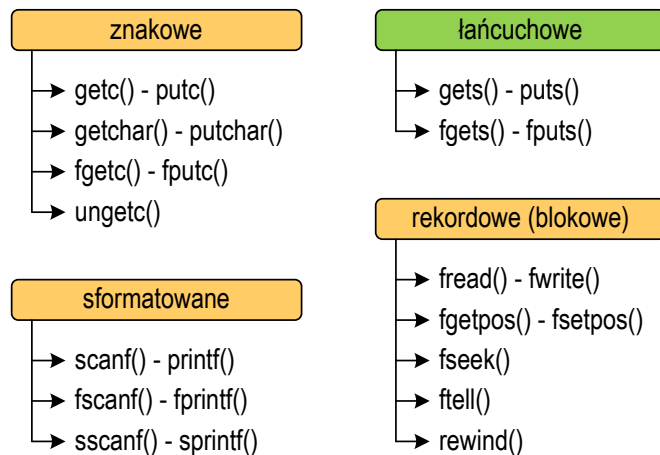 znakowe
getc() - putc()
getchar() - putchar()
fgetc() - fputc()
ungetc()
sformatowane
scanf() - printf()
fscanf() - fprintf()
sscanf() - sprintf()
łańcuchowe
gets() - puts()
fgets() - fputs()
rekordowe (blokowe)
fread() - fwrite()
fgetpos() - fsetpos()
fseek()
ftell()
rewind()